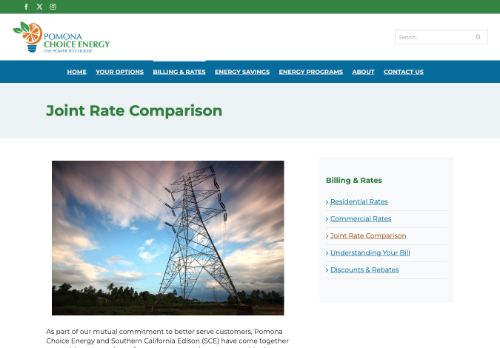 POMONA
CHOICE ENERGY
THE POWER TO CHOOSE
Search...
HOME YOUR OPTIONS BILLING & RATES ENERGY SAVINGS ENERGY PROGRAMS ABOUT CONTACT US
Joint Rate Comparison
Billing & Rates
Residential Rates
Commercial Rates
Joint Rate Comparison
Understanding Your Bill
Discounts & Rebates
As part of our mutual commitment to better serve customers, Pomona
Choice Energy and Southern California Edison (SCE) have come together